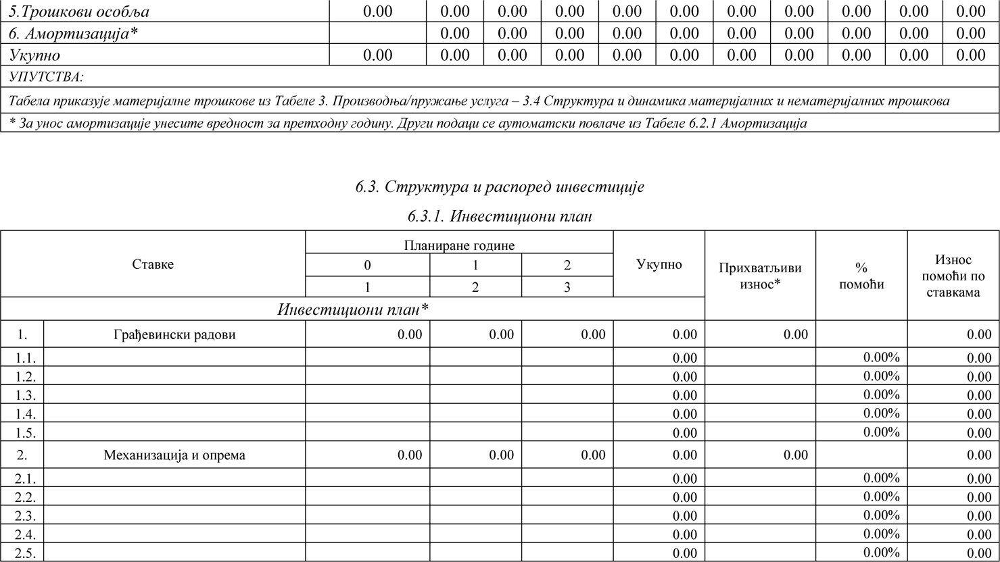 5.Трошкови особља 0.00 0.00 0.00 0.00 0.00 0.00 0.00 0.00 0.00 0.00 0.00
6. Амортизација* 0.00 0.00 0.00 0.00 0.00 0.00 0.00 0.00 0.00 0.00
Укупно 0.00 0.00 0.00 0.00 0.00 0.00 0.00 0.00 0.00 0.00 0.00
УПУТСТВА:
Табела приказује материјалне трошкове из Табеле 3. Производња/пружање услуга – 3.4 Структура и динамика материјалних и нематеријалних трошкова
* За унос амортизације унесите вредност за претходну годину. Други подаци се аутоматски повлаче из Табеле 6.2.1 Амортизација
6.3. Структура и распоред инвестиције
6.3.1. Инвестициони план
Ставке
Планиране године
0 1 2
1 2 3
Укупно
Прихватљиви
износ*
%
помоћи
Износ
помоћи по
ставкама
Инвестициони план*
1. Грађевински радови 0.00 0.00 0.00 0.00 0.00 0.00
1.1. 0.00 0.00% 0.00
1.2. 0.00 0.00% 0.00
1.3. 0.00 0.00% 0.00
1.4. 0.00 0.00% 0.00
1.5. 0.00 0.00% 0.00
2. Механизација и опрема 0.00 0.00 0.00 0.00 0.00 0.00
2.1. 0.00 0.00% 0.00
2.2. 0.00 0.00% 0.00
2.3. 0.00 0.00% 0.00
2.4. 0.00 0.00% 0.00
2.5. 0.00 0.00% 0.00